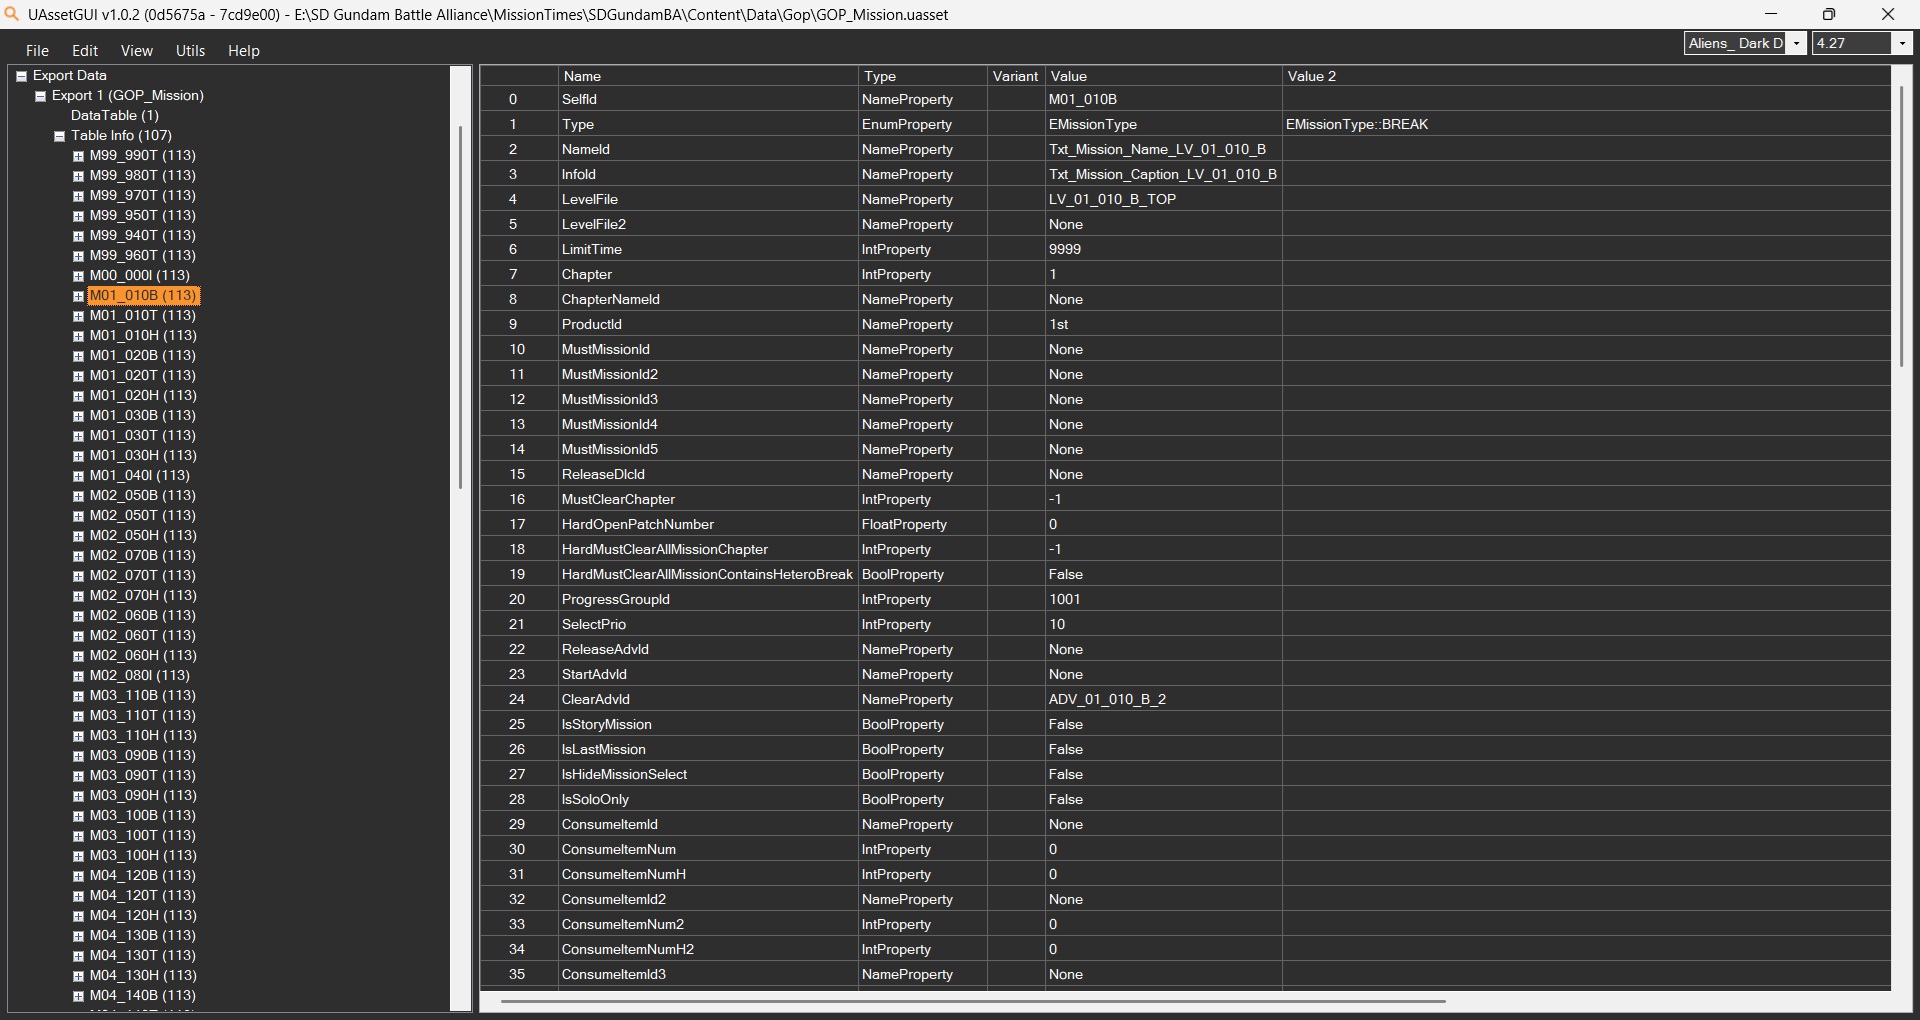 UAssetGUI v1.0.2 (0d5675a - 7cd9e00) - E:\SD Gundam Battle Alliance\MissionTimes\SDGundamBA\Content\Data\Gop\GOP_Mission.uasset
File Edit View Utils Help
Aliens_ Dark D 4.27
Export Data
Export 1 (GOP_Mission)
DataTable (1)
Table Info (107)
M99_990T (113)
M99_980T (113)
M99_970T (113)
M99_950T (113)
M99_940T (113)
M99_960T (113)
M00_000I (113)
M01_010B (113)
M01_010T (113)
M01_010H (113)
M01_020B (113)
M01_020T (113)
M01_020H (113)
M01_030B (113)
M01_030T (113)
M01_030H (113)
M01_040I (113)
M02_050B (113)
M02_050T (113)
M02_050H (113)
M02_070B (113)
M02_070T (113)
M02_070H (113)
M02_060B (113)
M02_060T (113)
M02_060H (113)
M02_080I (113)
M03_110B (113)
M03_110T (113)
M03_110H (113)
M03_090B (113)
M03_090T (113)
M03_090H (113)
M03_100B (113)
M03_100T (113)
M03_100H (113)
M04_120B (113)
M04_120T (113)
M04_120H (113)
M04_130B (113)
M04_130T (113)
M04_130H (113)
M04_140B (113)
Name Type Variant Value Value 2
0 SelfId NameProperty M01_010B
1 Type EnumProperty EMissionType EMissionType::BREAK
2 NameId NameProperty Txt_Mission_Name_LV_01_010_B
3 InfoId NameProperty Txt_Mission_Caption_LV_01_010_B
4 LevelFile NameProperty LV_01_010_B_TOP
5 LevelFile2 NameProperty None
6 LimitTime IntProperty 9999
7 Chapter IntProperty 1
8 ChapterNameId NameProperty None
9 ProductId NameProperty 1st
10 MustMissionId NameProperty None
11 MustMissionId2 NameProperty None
12 MustMissionId3 NameProperty None
13 MustMissionId4 NameProperty None
14 MustMissionId5 NameProperty None
15 ReleaseDlcId NameProperty None
16 MustClearChapter IntProperty -1
17 HardOpenPatchNumber FloatProperty 0
18 HardMustClearAllMissionChapter IntProperty -1
19 HardMustClearAllMissionContainsHeteroBreak BoolProperty False
20 ProgressGroupId IntProperty 1001
21 SelectPrio IntProperty 10
22 ReleaseAdvId NameProperty None
23 StartAdvId NameProperty None
24 ClearAdvId NameProperty ADV_01_010_B_2
25 IsStoryMission BoolProperty False
26 IsLastMission BoolProperty False
27 IsHideMissionSelect BoolProperty False
28 IsSoloOnly BoolProperty False
29 ConsumeItemId NameProperty None
30 ConsumeItemNum IntProperty 0
31 ConsumeItemNumH IntProperty 0
32 ConsumeItemId2 NameProperty None
33 ConsumeItemNum2 IntProperty 0
34 ConsumeItemNumH2 IntProperty 0
35 ConsumeItemId3 NameProperty None